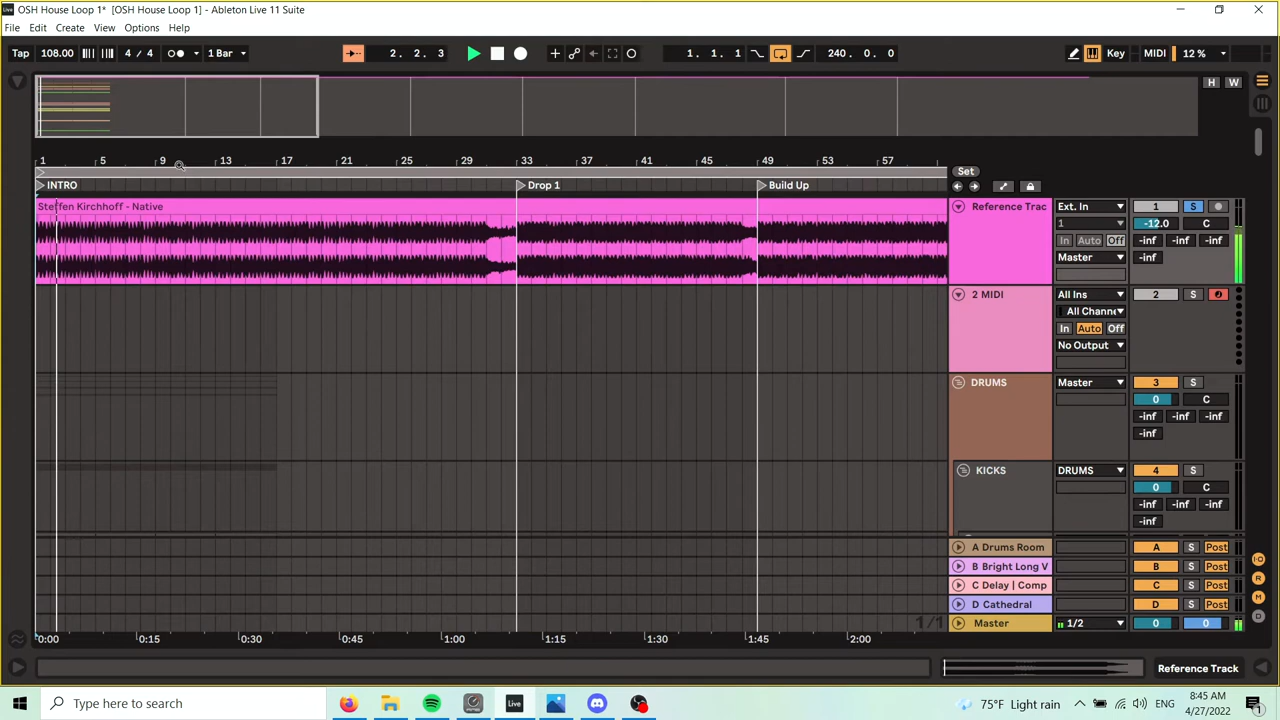 OSH House Loop 1* [OSH House Loop 1] - Ableton Live 11 Suite
File Edit Create View Options Help
Tap 108.00 4 / 4 1 Bar 2. 2. 3 1. 1. 1 240. 0. 0 Key MIDI 12 %
H W
1 5 9 13 17 21 25 29 33 37 41 45 49 53 57
Set
INTRO Drop 1 Build Up
Steffen Kirchhoff - Native
Reference Trac Ext. In 1 S
1 -12.0 C
In Auto Off -inf -inf -inf
Master -inf
2 MIDI All Ins 2 S
All Channe
In Auto Off
No Output
DRUMS Master 3 S
0 C
-inf -inf -inf
-inf
KICKS DRUMS 4 S
0 C
-inf -inf -inf
-inf
A Drums Room A S Post
B Bright Long V B S Post
C Delay | Comp C S Post
D Cathedral D S Post
1/1 Master 1/2 0 0
0:00 0:15 0:30 0:45 1:00 1:15 1:30 1:45 2:00
I·O
R
M
D
Reference Track
Type here to search
Live
75°F Light rain ENG
8:45 AM
4/27/2022
1